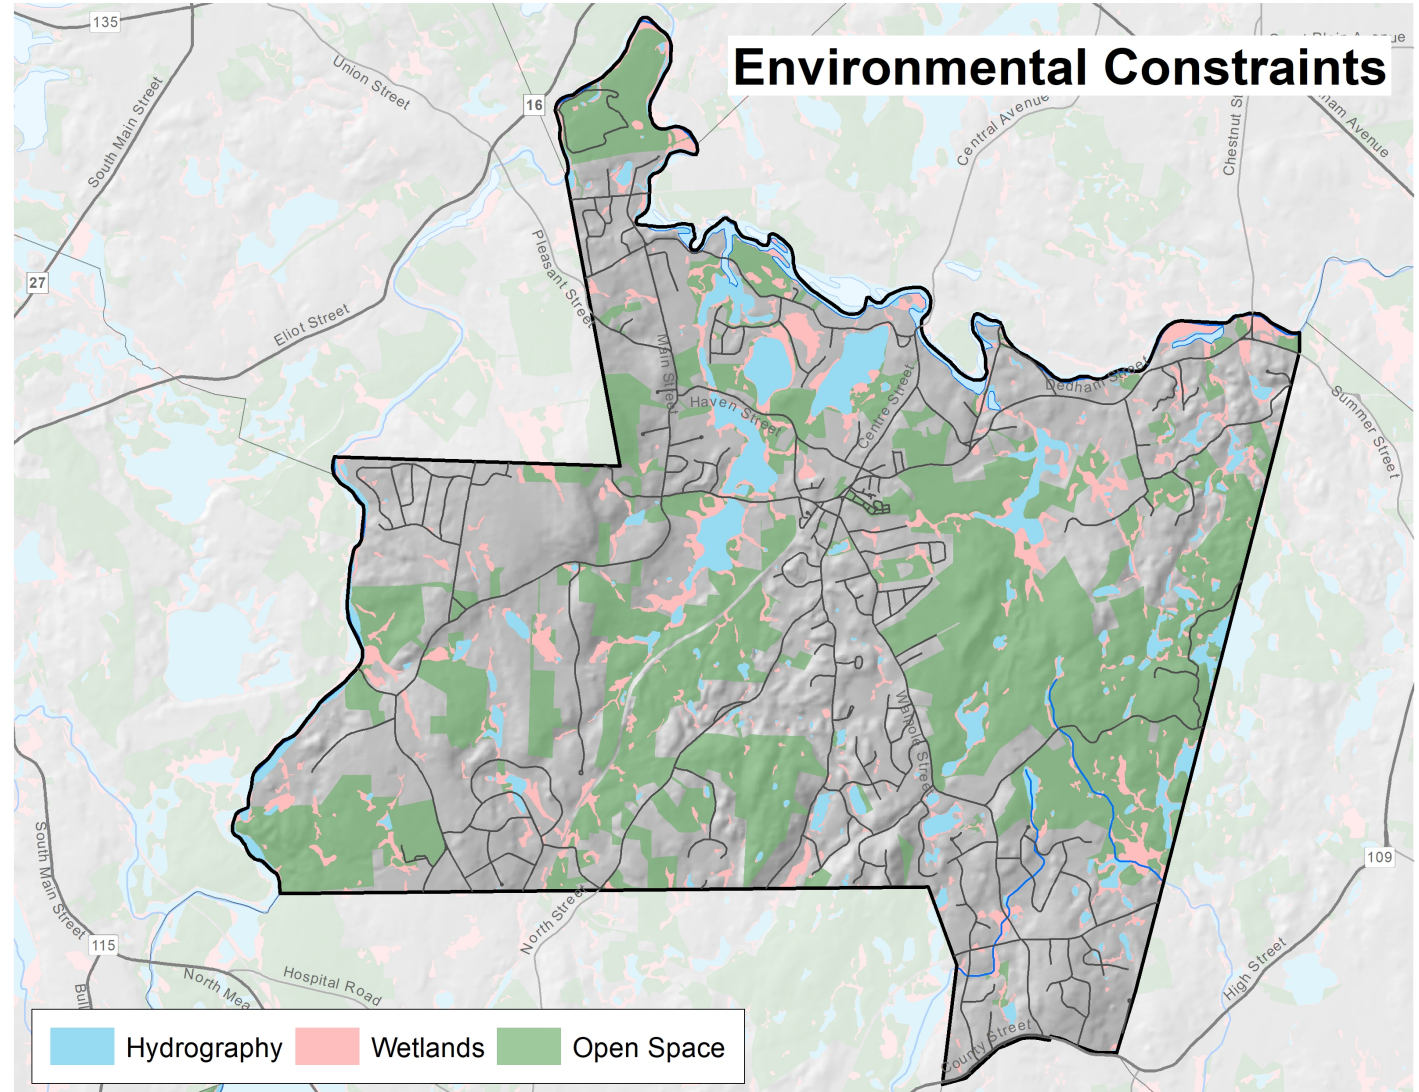 Environmental Constraints
135
Union Street
16
South Main Street
Central Avenue
Chestnut St
Avenue
27
Pleasant Street
Eliot Street
Main Street
Haven Street
Centre Street
Dedham Street
Summer Street
Walpole Street
South Main Street
109
North Street
115
North Mea
Hospital Road
High Street
County Street
Hydrography
Wetlands
Open Space